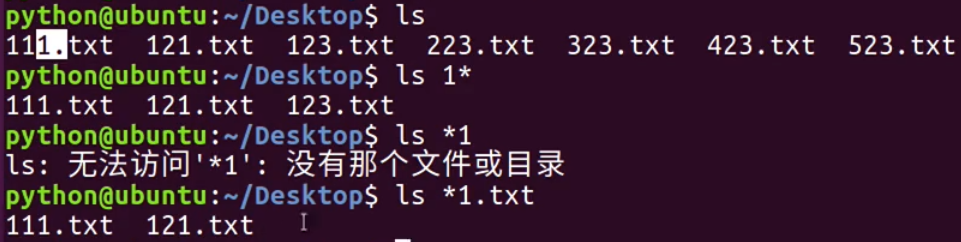 python@ubuntu:~/Desktop$ ls
111.txt  121.txt  123.txt  223.txt  323.txt  423.txt  523.txt
python@ubuntu:~/Desktop$ ls 1*
111.txt  121.txt  123.txt
python@ubuntu:~/Desktop$ ls *1
ls: 无法访问'*1': 没有那个文件或目录
python@ubuntu:~/Desktop$ ls *1.txt
111.txt  121.txt